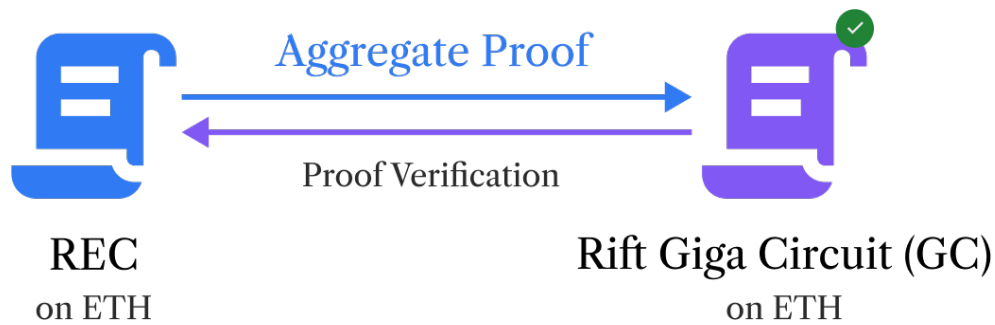 Aggregate Proof
Proof Verification
REC
on ETH
Rift Giga Circuit (GC)
on ETH